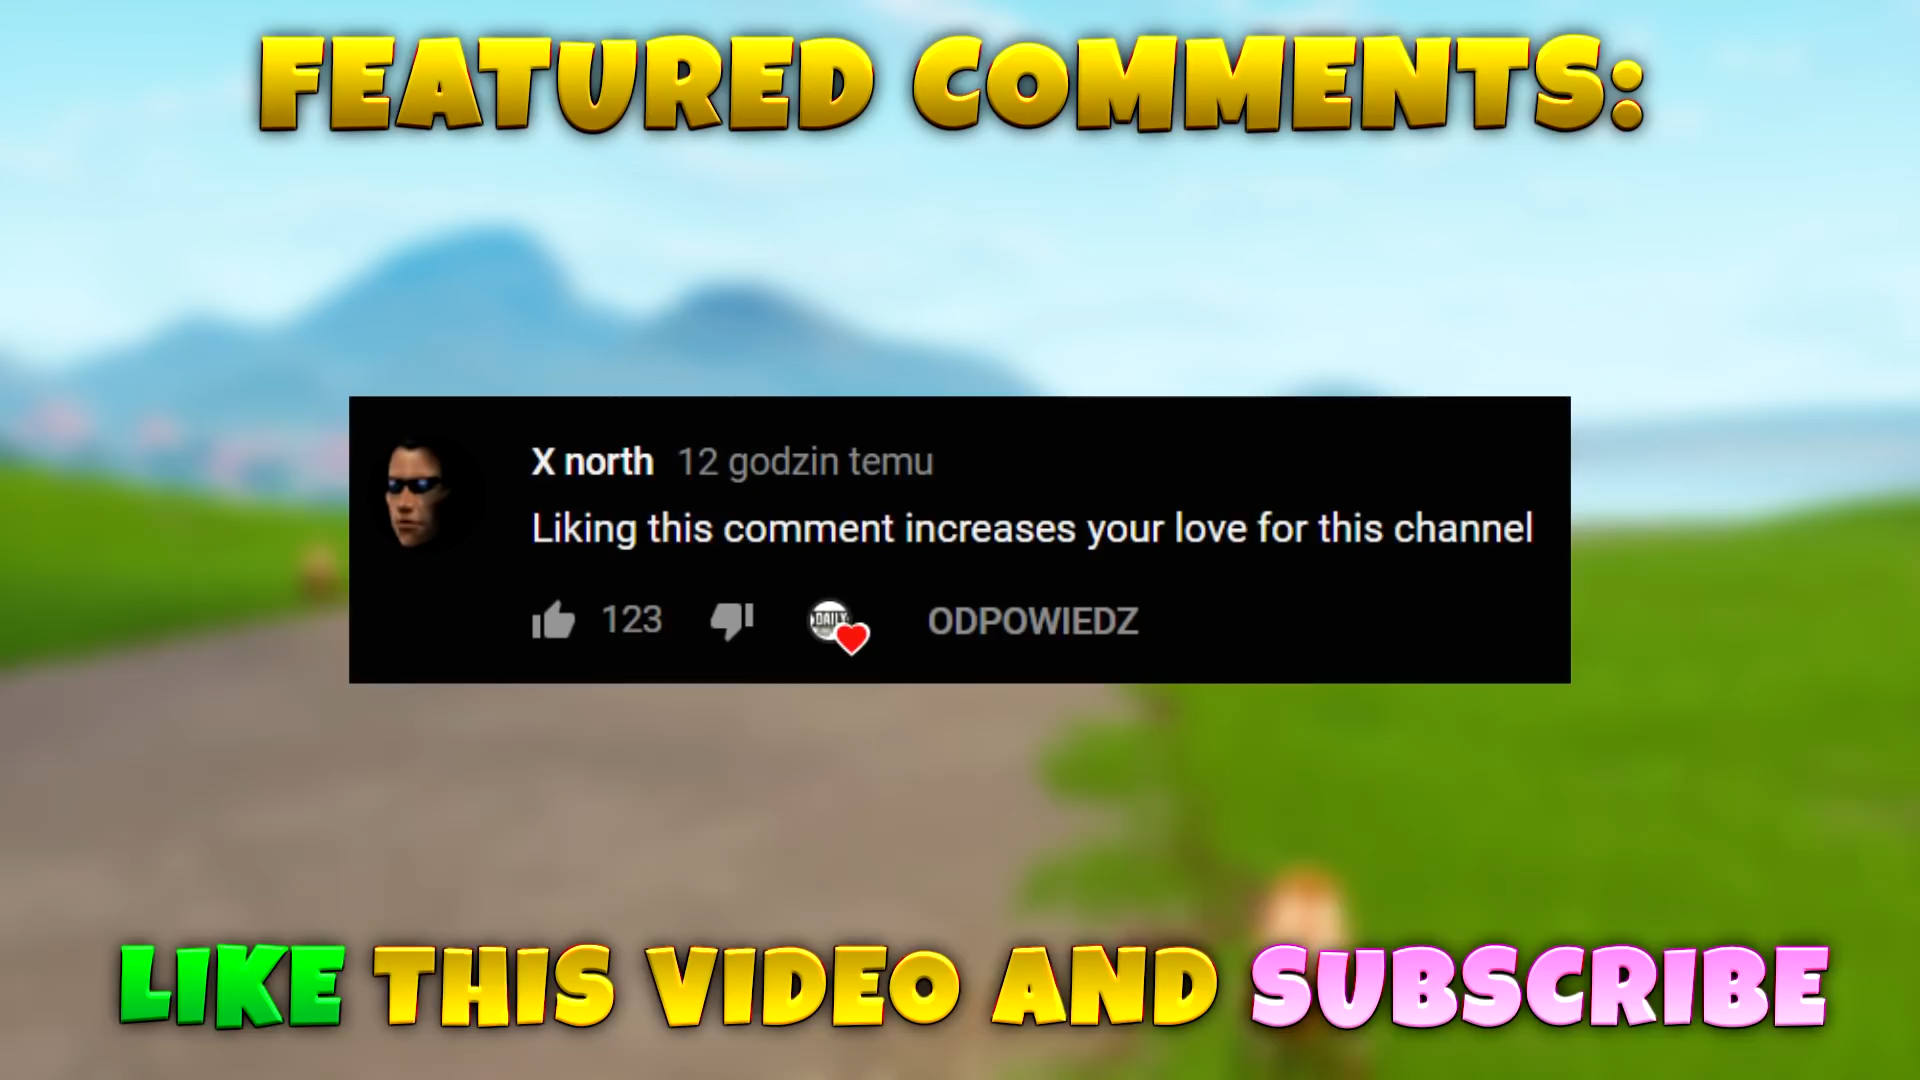 FEATURED COMMENTS:
X north 12 godzin temu
Liking this comment increases your love for this channel
123 DAILY ODPOWIEDZ
LIKE THIS VIDEO AND SUBSCRIBE